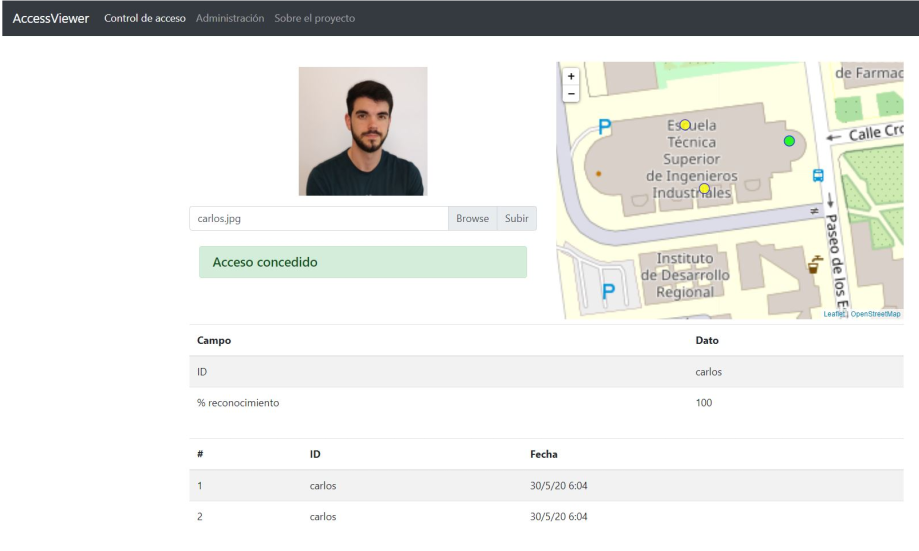 AccessViewer Control de acceso Administración Sobre el proyecto
+
−
de Farmac
P
Escuela
Técnica
Superior
de Ingenieros
Industriales
Calle Cro
Paseo de los E
carlos.jpg Browse Subir
Acceso concedido
Instituto
de Desarrollo
Regional
P
Leaflet | OpenStreetMap
Campo Dato
ID carlos
% reconocimiento 100
# ID Fecha
1 carlos 30/5/20 6:04
2 carlos 30/5/20 6:04